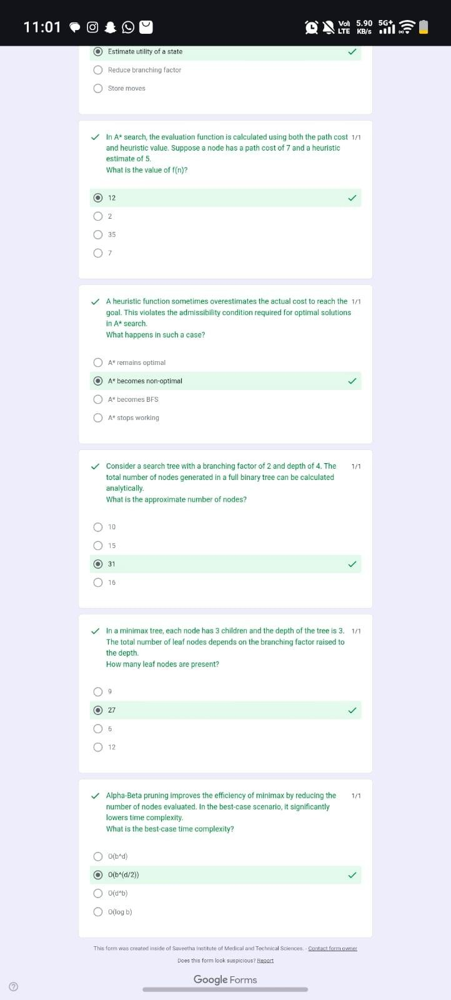 11:01
Vo)) LTE
5.90 KB/s
5G+
Estimate utility of a state
Reduce branching factor
Store moves
In A* search, the evaluation function is calculated using both the path cost 1/1
and heuristic value. Suppose a node has a path cost of 7 and a heuristic
estimate of 5.
What is the value of f(n)?
12
2
35
7
A heuristic function sometimes overestimates the actual cost to reach the 1/1
goal. This violates the admissibility condition required for optimal solutions
in A* search.
What happens in such a case?
A* remains optimal
A* becomes non-optimal
A* becomes BFS
A* stops working
Consider a search tree with a branching factor of 2 and depth of 4. The 1/1
total number of nodes generated in a full binary tree can be calculated
analytically.
What is the approximate number of nodes?
10
15
31
16
In a minimax tree, each node has 3 children and the depth of the tree is 3. 1/1
The total number of leaf nodes depends on the branching factor raised to
the depth.
How many leaf nodes are present?
9
27
6
12
Alpha-Beta pruning improves the efficiency of minimax by reducing the 1/1
number of nodes evaluated. In the best-case scenario, it significantly
lowers time complexity.
What is the best-case time complexity?
O(b^d)
O(b^(d/2))
O(d^b)
O(log b)
This form was created inside of Saveetha Institute of Medical and Technical Sciences. - Contact form owner
Does this form look suspicious? Report
Google Forms